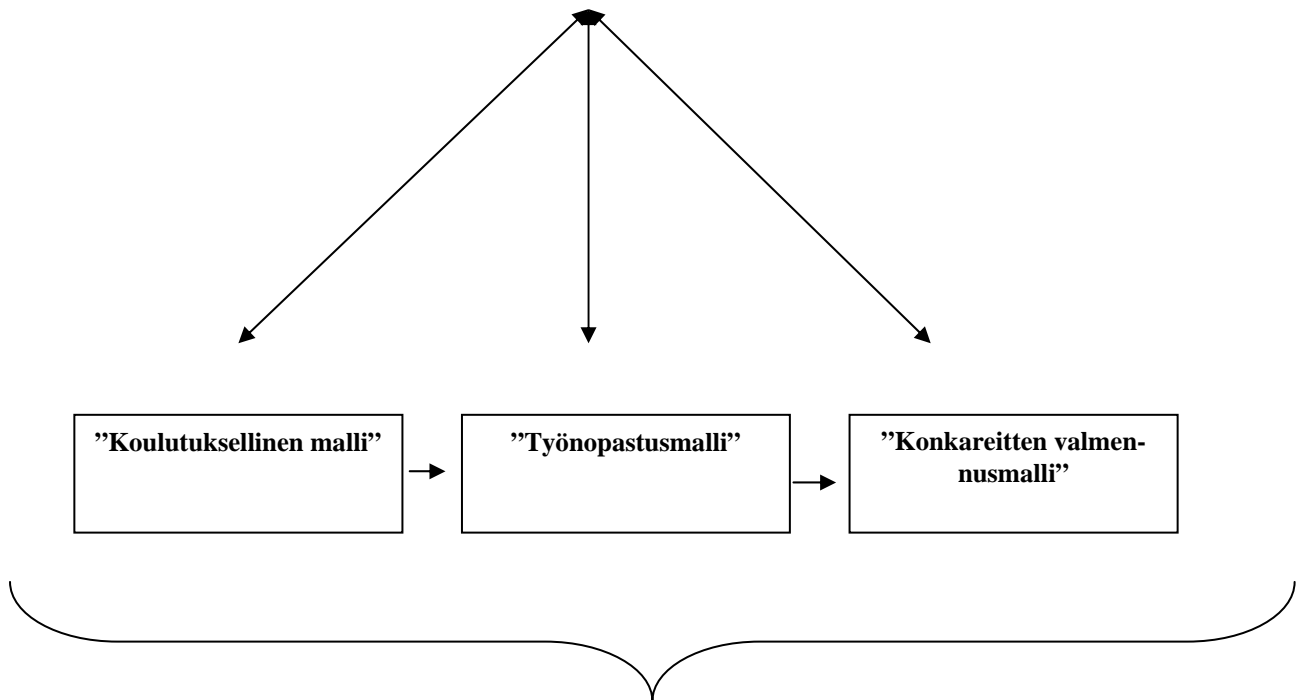 ”Koulutuksellinen malli”
”Työnopastusmalli”
”Konkareitten valmen-
nusmalli”